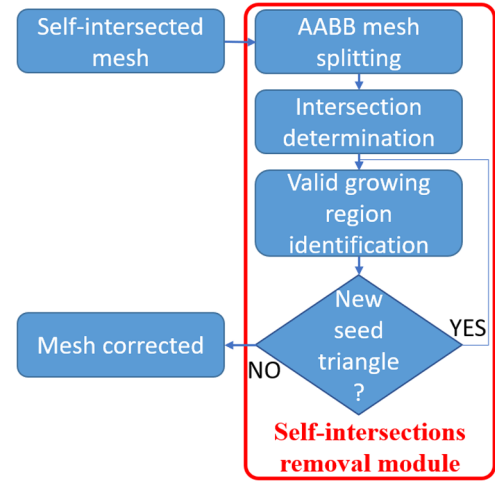 Self-intersected
mesh
AABB mesh
splitting
Intersection
determination
Valid growing
region
identification
New
seed
triangle
?
YES
NO
Mesh corrected
Self-intersections
removal module